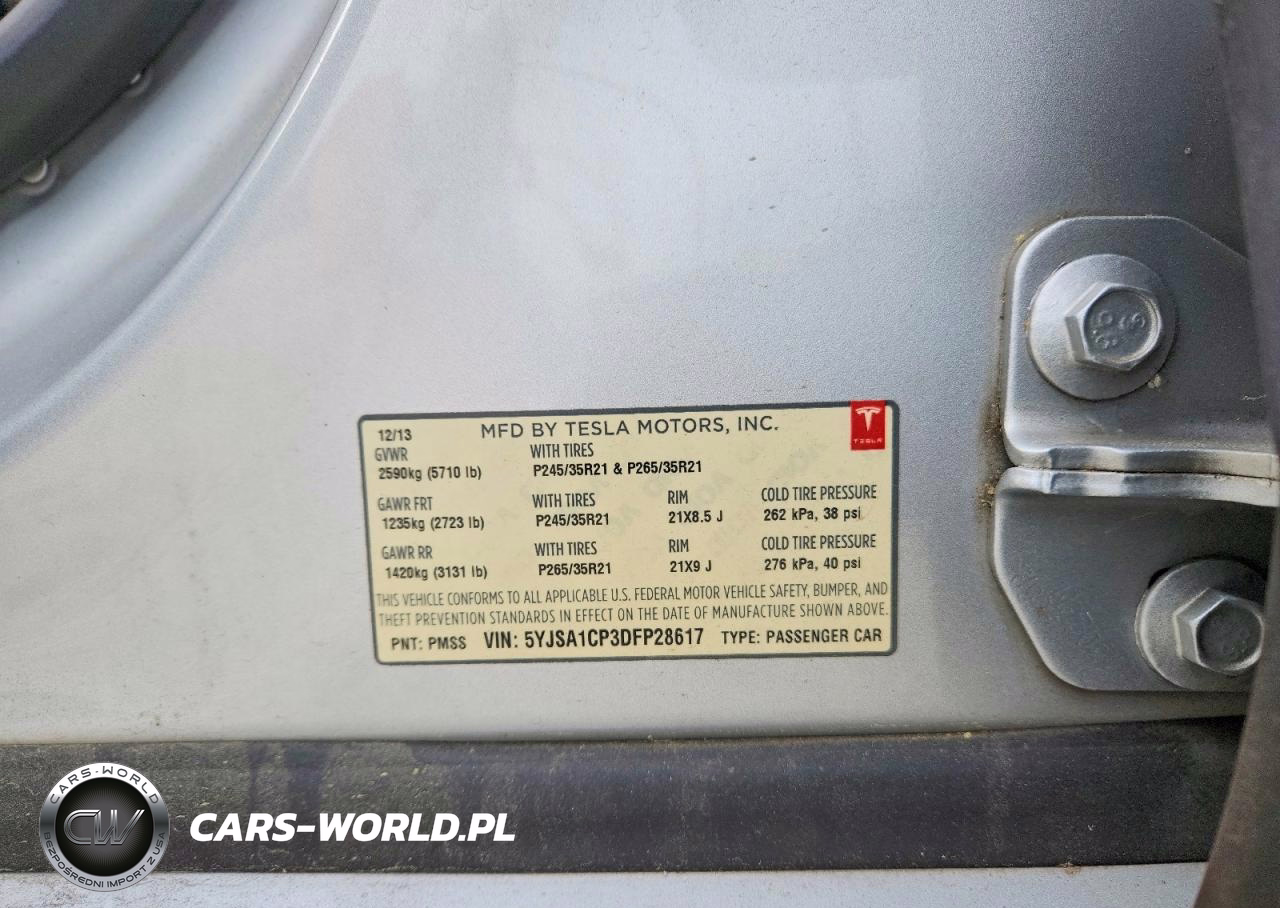 12/13 MFD BY TESLA MOTORS, INC.
TESLA
GVWR WITH TIRES
2590kg (5710 lb) P245/35R21 & P265/35R21
GAWR FRT WITH TIRES RIM COLD TIRE PRESSURE
1235kg (2723 lb) P245/35R21 21X8.5 J 262 kPa, 38 psi
GAWR RR WITH TIRES RIM COLD TIRE PRESSURE
1420kg (3131 lb) P265/35R21 21X9 J 276 kPa, 40 psi
THIS VEHICLE CONFORMS TO ALL APPLICABLE U.S. FEDERAL MOTOR VEHICLE SAFETY, BUMPER, AND
THEFT PREVENTION STANDARDS IN EFFECT ON THE DATE OF MANUFACTURE SHOWN ABOVE.
PNT: PMSS VIN: 5YJSA1CP3DFP28617 TYPE: PASSENGER CAR
CARS-WORLD
CW
BEZPOŚREDNI IMPORT Z USA
CARS-WORLD.PL